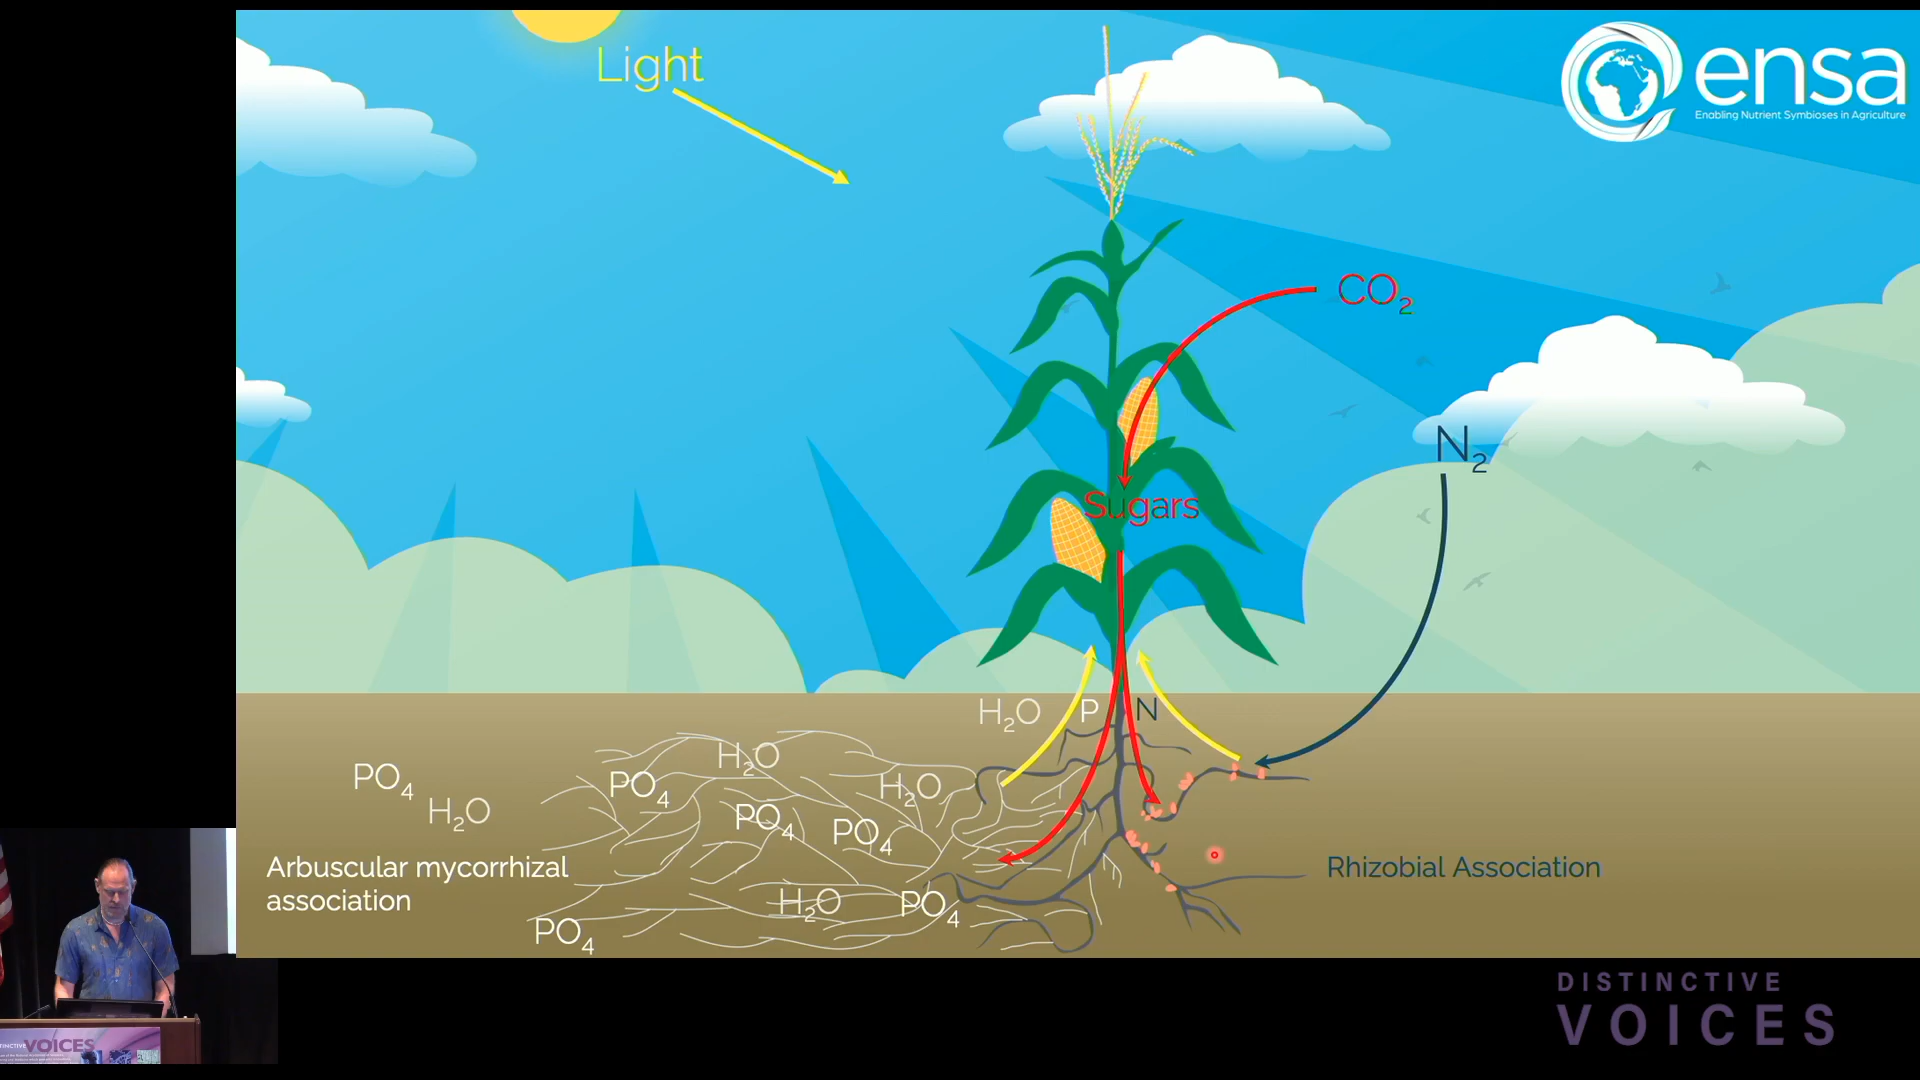 Light
ensa
Enabling Nutrient Symbioses in Agriculture
CO2
N2
Sugars
H2O
P
N
H2O
PO4
PO4
H2O
H2O
PO4
PO4
Arbuscular mycorrhizal
association
Rhizobial Association
H2O
PO4
PO4
DISTINCTIVE
VOICES
VOICES